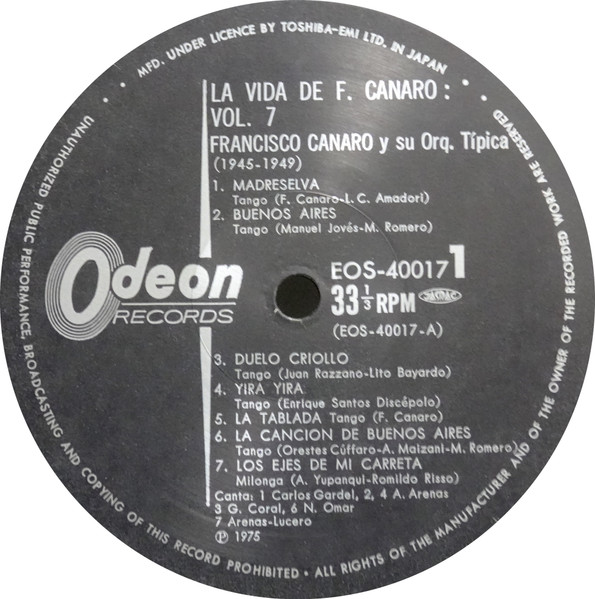 MFD. UNDER LICENCE BY TOSHIBA-EMI LTD. IN JAPAN
LA VIDA DE F. CANARO:
VOL. 7
FRANCISCO CANARO y su Orq. Típica
(1945-1949)
1. MADRESELVA
Tango (F. Canaro-L. C. Amadori)
2. BUENOS AIRES
Tango (Manuel Jovés-M. Romero)
Odeon
RECORDS
EOS-40017 1
33 1/3 RPM
(EOS-40017-A)
3. DUELO CRIOLLO
Tango (Juan Razzano-Lito Bayardo)
4. YIRA YIRA
Tango (Enrique Santos Discépolo)
5. LA TABLADA Tango (F. Canaro)
6. LA CANCION DE BUENOS AIRES
Tango (Orestes Cúffaro-A. Maizani-M. Romero)
7. LOS EJES DE MI CARRETA
Milonga (A. Yupanqui-Romildo Risso)
Canta: 1 Carlos Gardel, 2, 4 A. Arenas
3 G. Coral, 6 N. Omar
7 Arenas-Lucero
℗ 1975
UNAUTHORIZED PUBLIC PERFORMANCE, BROADCASTING AND COPYING OF THIS RECORD PROHIBITED • ALL RIGHTS OF THE MANUFACTURER AND OF THE OWNER OF THE RECORDED WORK ARE RESERVED